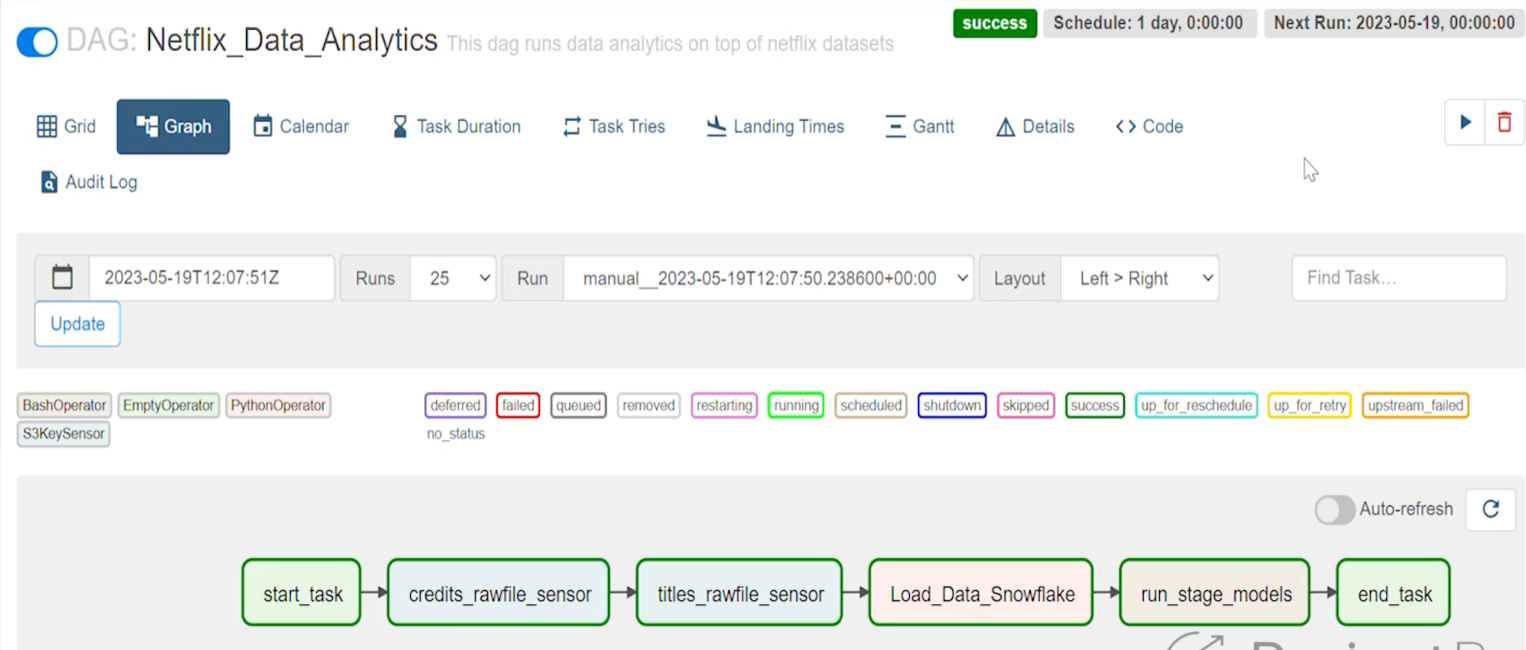 DAG: Netflix_Data_Analytics This dag runs data analytics on top of netflix datasets
success Schedule: 1 day, 0:00:00 Next Run: 2023-05-19, 00:00:00
Grid Graph Calendar Task Duration Task Tries Landing Times Gantt Details <> Code
Audit Log
2023-05-19T12:07:51Z Runs 25 Run manual__2023-05-19T12:07:50.238600+00:00 Layout Left > Right Find Task...
Update
BashOperator EmptyOperator PythonOperator
S3KeySensor
deferred failed queued removed restarting running scheduled shutdown skipped success up_for_reschedule up_for_retry upstream_failed
no_status
Auto-refresh
start_task credits_rawfile_sensor titles_rawfile_sensor Load_Data_Snowflake run_stage_models end_task